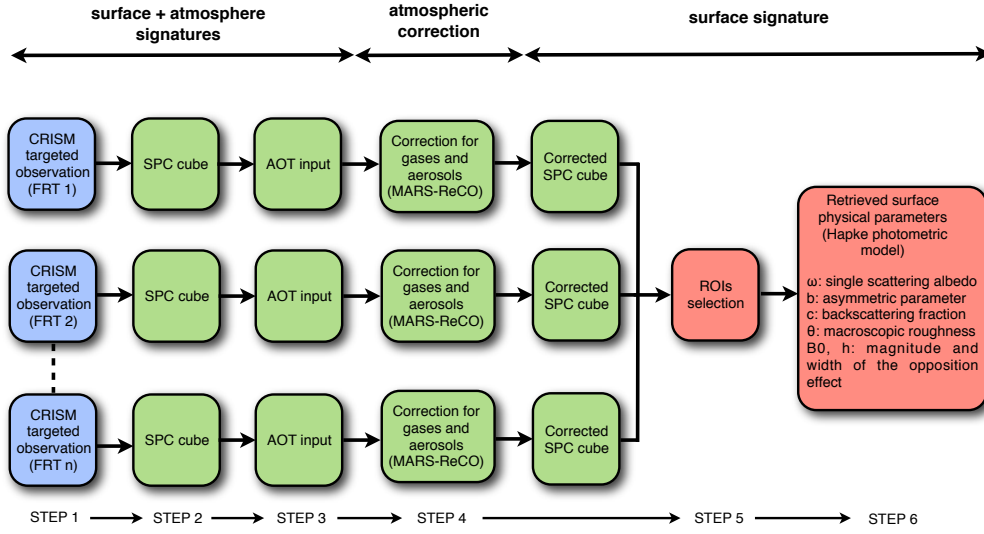 surface + atmosphere
signatures
atmospheric
correction
surface signature
CRISM
targeted
observation
(FRT 1)
SPC cube
AOT input
Correction for
gases and
aerosols
(MARS-ReCO)
Corrected
SPC cube
CRISM
targeted
observation
(FRT 2)
SPC cube
AOT input
Correction for
gases and
aerosols
(MARS-ReCO)
Corrected
SPC cube
CRISM
targeted
observation
(FRT n)
SPC cube
AOT input
Correction for
gases and
aerosols
(MARS-ReCO)
Corrected
SPC cube
ROIs
selection
Retrieved surface
physical parameters
(Hapke photometric
model)
ω: single scattering albedo
b: asymmetric parameter
c: backscattering fraction
θ: macroscopic roughness
B0, h: magnitude and
width of the opposition
effect
STEP 1
STEP 2
STEP 3
STEP 4
STEP 5
STEP 6